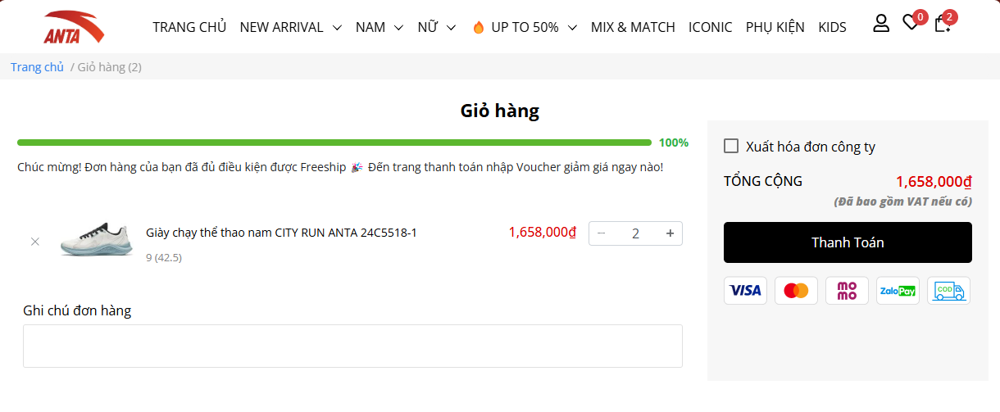 ANTA
TRANG CHỦ NEW ARRIVAL NAM NỮ 🔥 UP TO 50% MIX & MATCH ICONIC PHỤ KIỆN KIDS 0 2
Trang chủ / Giỏ hàng (2)
Giỏ hàng
100%
Chúc mừng! Đơn hàng của bạn đã đủ điều kiện được Freeship 🎉 Đến trang thanh toán nhập Voucher giảm giá ngay nào!
Giày chạy thể thao nam CITY RUN ANTA 24C5518-1 1,658,000₫ − 2 +
9 (42.5)
Ghi chú đơn hàng
Xuất hóa đơn công ty
TỔNG CỘNG 1,658,000₫
(Đã bao gồm VAT nếu có)
Thanh Toán
VISA mastercard mo mo ZaloPay COD